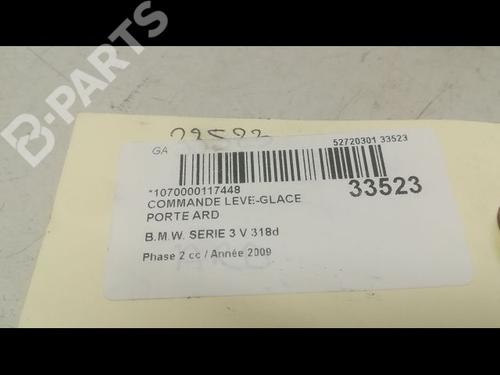 B-PARTS
GA
52720301 33523
*1070000117448
33523
COMMANDE LEVE-GLACE
PORTE ARD
B.M.W. SERIE 3 V 318d
Phase 2 cc / Année 2009